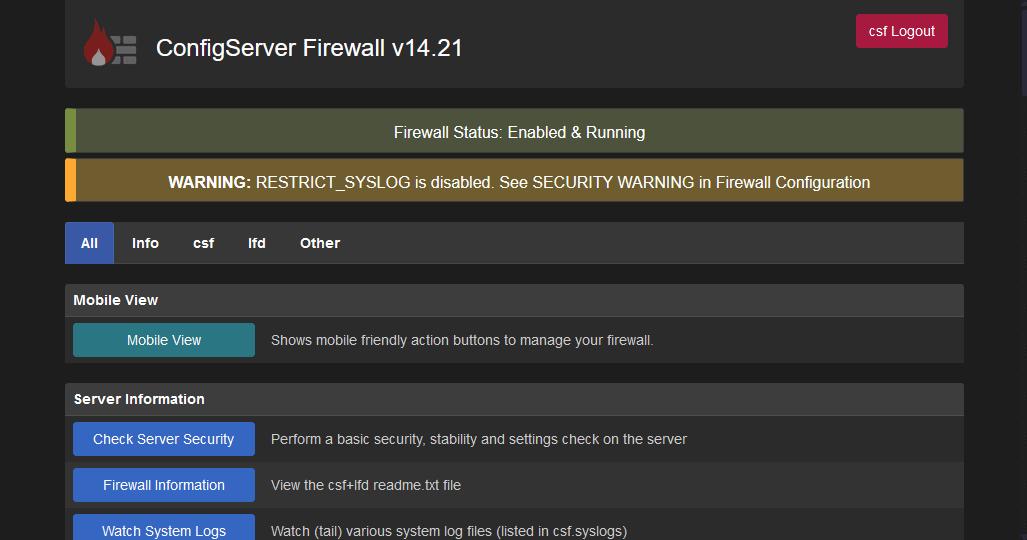 ConfigServer Firewall v14.21
csf Logout
Firewall Status: Enabled & Running
WARNING: RESTRICT_SYSLOG is disabled. See SECURITY WARNING in Firewall Configuration
All Info csf lfd Other
Mobile View
Mobile View Shows mobile friendly action buttons to manage your firewall.
Server Information
Check Server Security Perform a basic security, stability and settings check on the server
Firewall Information View the csf+lfd readme.txt file
Watch System Logs Watch (tail) various system log files (listed in csf.syslogs)